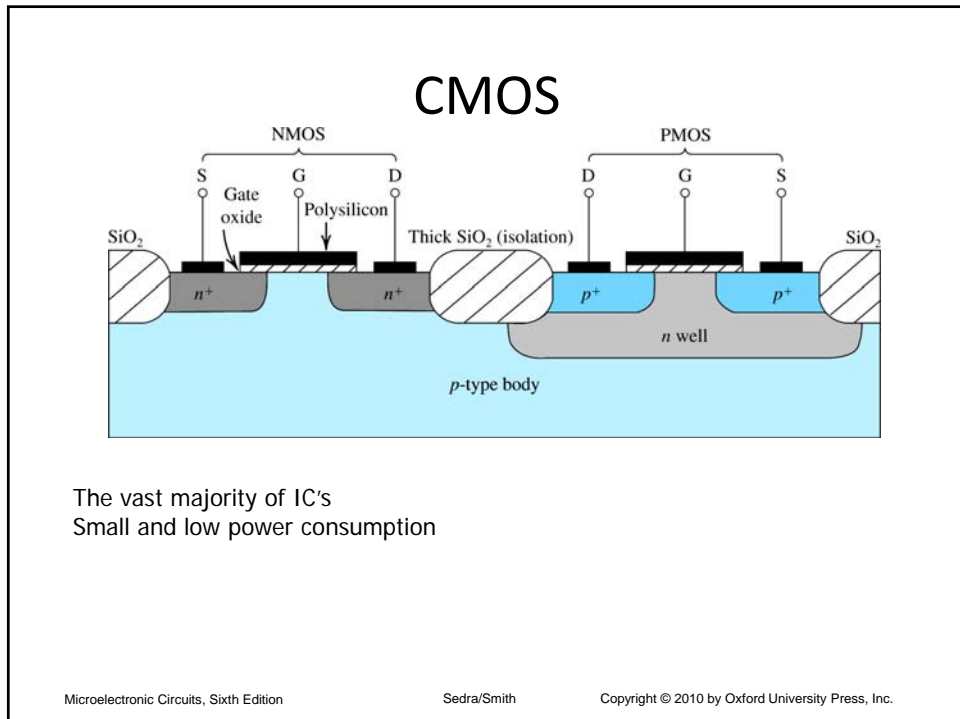 CMOS
NMOS PMOS
S G D D G S
Gate
oxide
Polysilicon
SiO₂ Thick SiO₂ (isolation) SiO₂
n⁺ n⁺ p⁺ p⁺
n well
p-type body
The vast majority of IC's
Small and low power consumption
Microelectronic Circuits, Sixth Edition Sedra/Smith Copyright © 2010 by Oxford University Press, Inc.